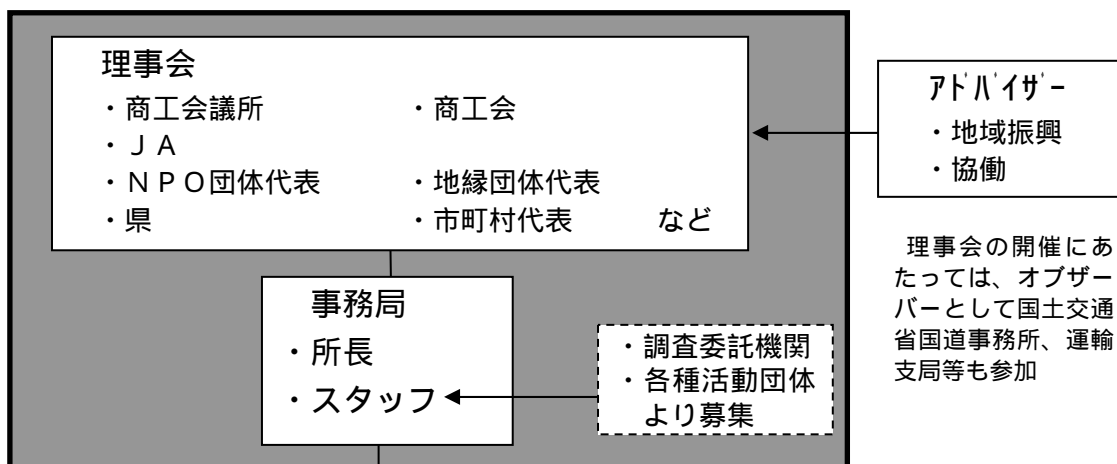 理事会
・商工会議所　・商工会
・ＪＡ
・ＮＰＯ団体代表　・地縁団体代表
・県　・市町村代表　など
ｱﾄﾞﾊﾞｲｻﾞｰ
・地域振興
・協働
理事会の開催にあ
たっては、オブザー
バーとして国土交通
省国道事務所、運輸
支局等も参加
事務局
・所長
・スタッフ
・調査委託機関
・各種活動団体
より募集